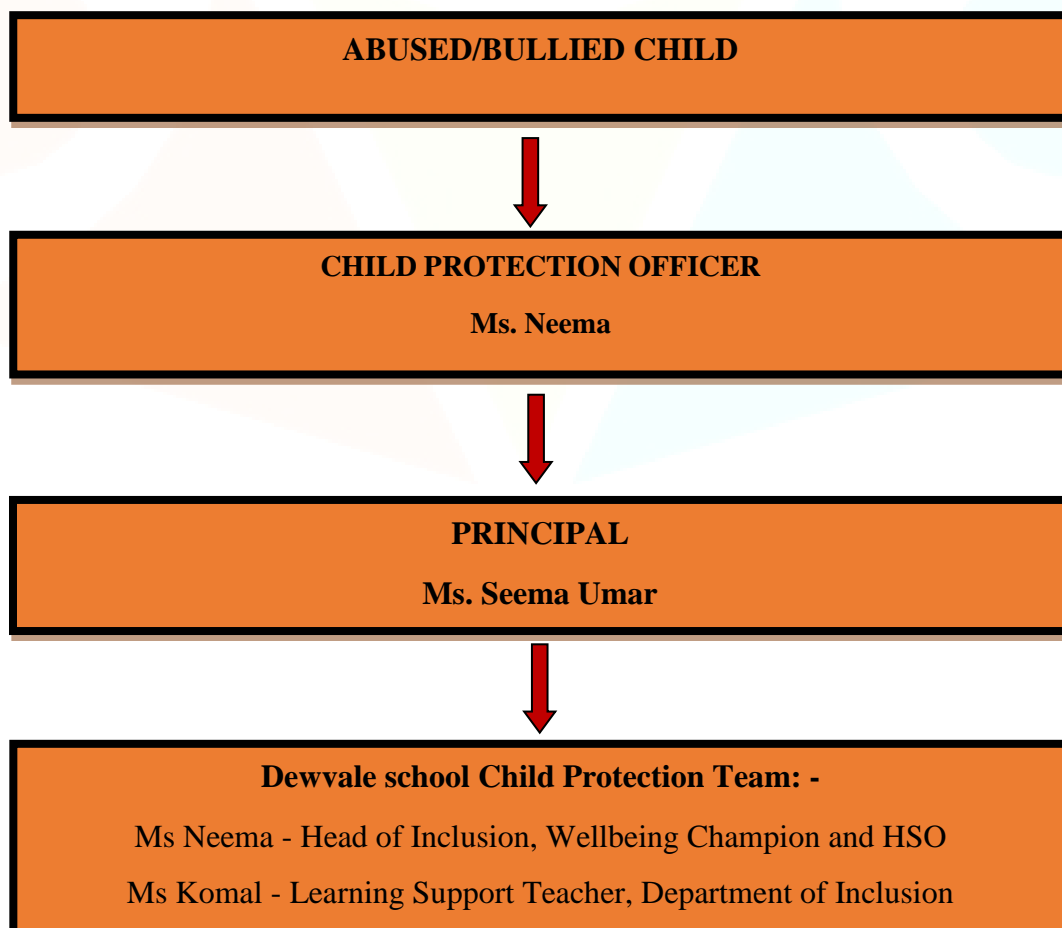 ABUSED/BULLIED CHILD
CHILD PROTECTION OFFICER
Ms. Neema
PRINCIPAL
Ms. Seema Umar
Dewvale school Child Protection Team: -
Ms Neema - Head of Inclusion, Wellbeing Champion and HSO
Ms Komal - Learning Support Teacher, Department of Inclusion